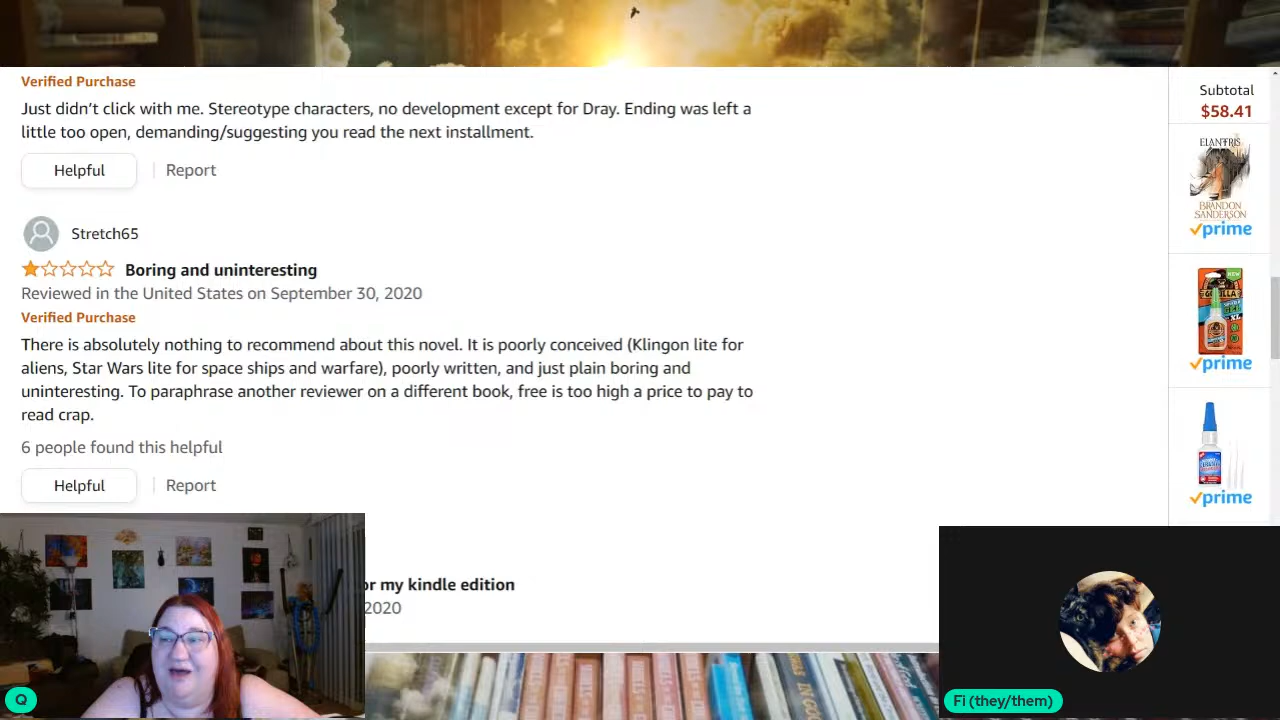 Verified Purchase
Just didn’t click with me. Stereotype characters, no development except for Dray. Ending was left a
little too open, demanding/suggesting you read the next installment.
Helpful
Report
Stretch65
Boring and uninteresting
Reviewed in the United States on September 30, 2020
Verified Purchase
There is absolutely nothing to recommend about this novel. It is poorly conceived (Klingon lite for
aliens, Star Wars lite for space ships and warfare), poorly written, and just plain boring and
uninteresting. To paraphrase another reviewer on a different book, free is too high a price to pay to
read crap.
6 people found this helpful
Helpful
Report
or my kindle edition
2020
Subtotal
$58.41
ELANTRIS
BRANDON
SANDERSON
prime
NEW
GORILLA
prime
prime
Q
Fi (they/them)